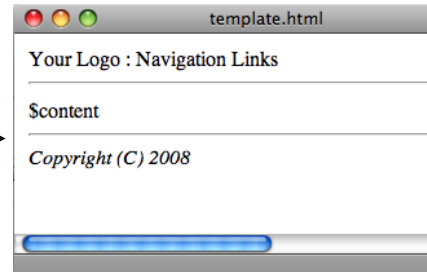 template.html
Your Logo : Navigation Links
$content
Copyright (C) 2008